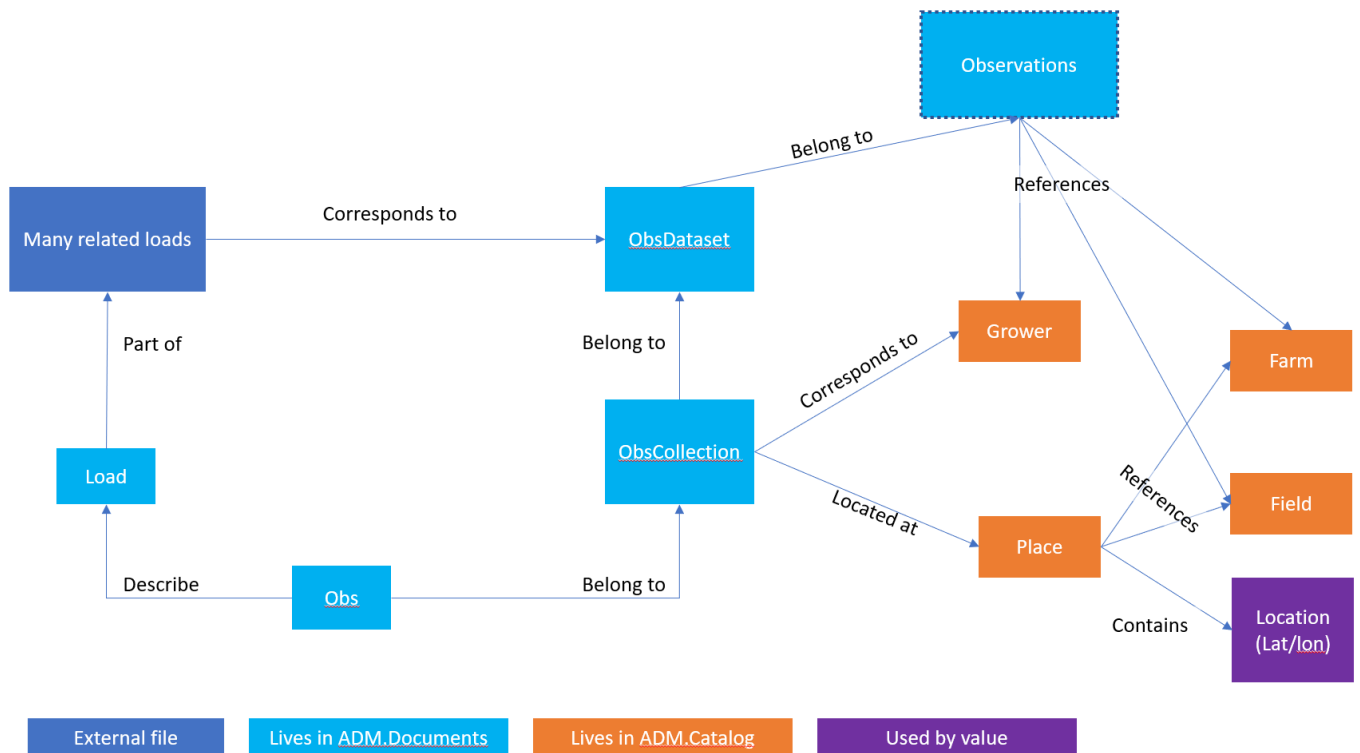 Observations
Belong to
References
Many related loads
Corresponds to
ObsDataset
Part of
Belong to
Grower
Corresponds to
Farm
Load
ObsCollection
Located at
References
Field
Place
Describe
Obs
Belong to
Contains
Location
(Lat/lon)
External file
Lives in ADM.Documents
Lives in ADM.Catalog
Used by value